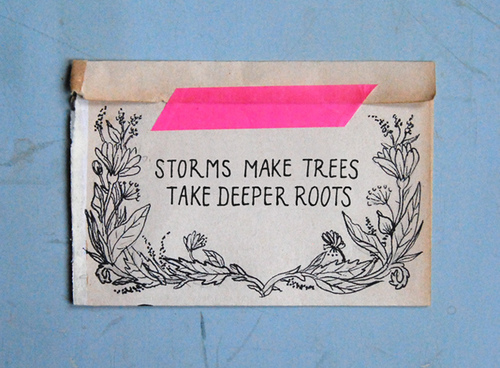 STORMS MAKE TREES
TAKE DEEPER ROOTS